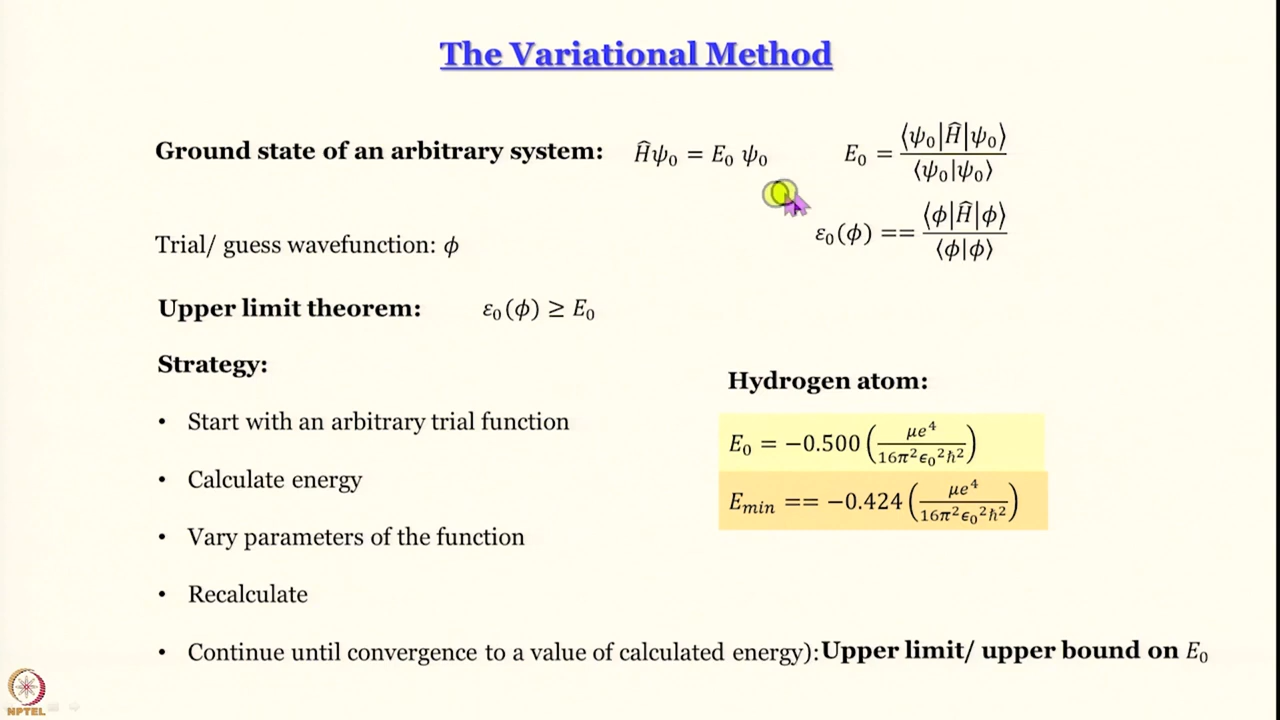 The Variational Method
Ground state of an arbitrary system: Ĥψ₀ = E₀ ψ₀ E₀ = ⟨ψ₀|Ĥ|ψ₀⟩ / ⟨ψ₀|ψ₀⟩
Trial/ guess wavefunction: ϕ ε₀(ϕ) == ⟨ϕ|Ĥ|ϕ⟩ / ⟨ϕ|ϕ⟩
Upper limit theorem: ε₀(ϕ) ≥ E₀
Strategy:
• Start with an arbitrary trial function
• Calculate energy
• Vary parameters of the function
• Recalculate
• Continue until convergence to a value of calculated energy):Upper limit/ upper bound on E₀
Hydrogen atom:
E₀ = −0.500 (μe⁴ / 16π²ϵ₀²ħ²)
Eₘᵢₙ == −0.424 (μe⁴ / 16π²ϵ₀²ħ²)
NPTEL